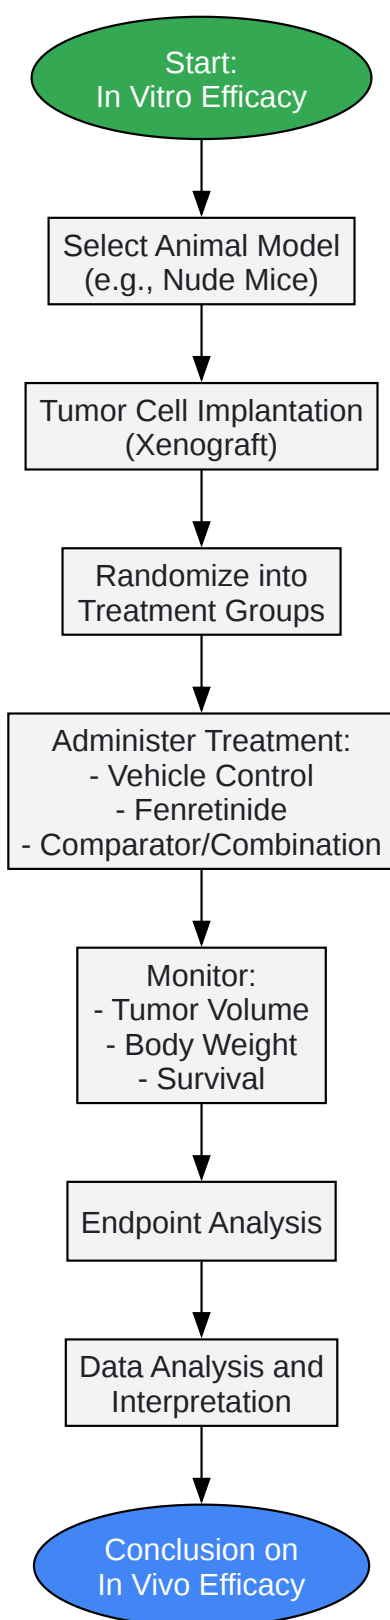 Start:
In Vitro Efficacy
Select Animal Model
(e.g., Nude Mice)
Tumor Cell Implantation
(Xenograft)
Randomize into
Treatment Groups
Administer Treatment:
- Vehicle Control
- Fenretinide
- Comparator/Combination
Monitor:
- Tumor Volume
- Body Weight
- Survival
Endpoint Analysis
Data Analysis and
Interpretation
Conclusion on
In Vivo Efficacy